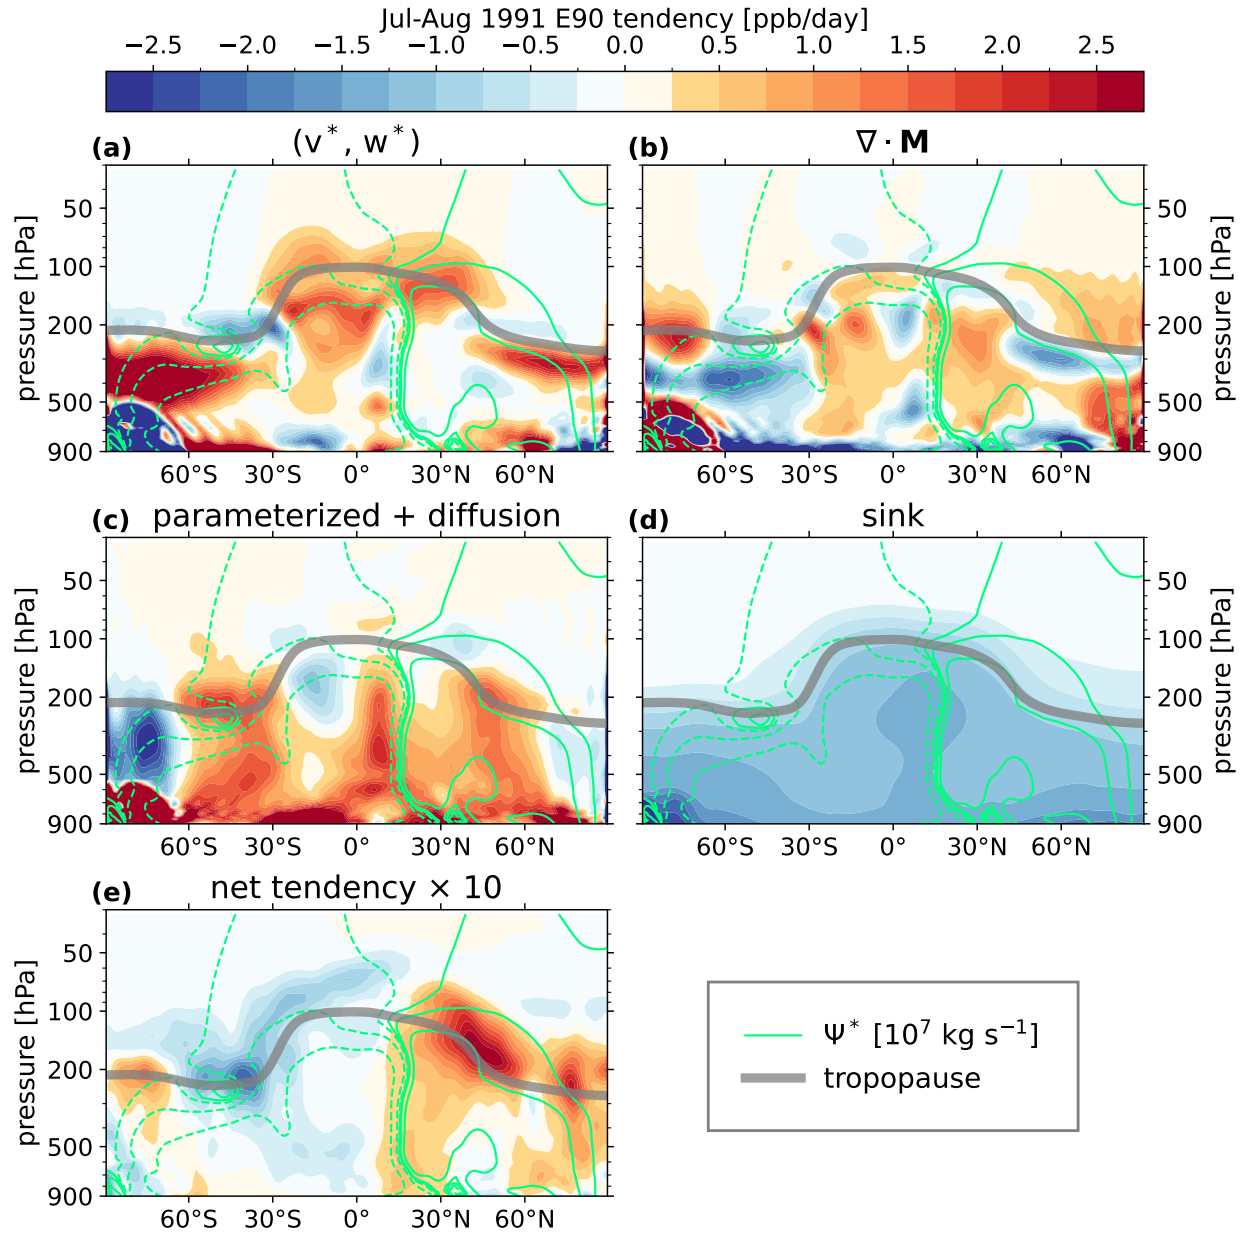 Jul-Aug 1991 E90 tendency [ppb/day]
−2.5 −2.0 −1.5 −1.0 −0.5 0.0 0.5 1.0 1.5 2.0 2.5
(a) (v*, w*)
(b) ∇ · M
pressure [hPa]
50
100
200
500
900
60°S 30°S 0° 30°N 60°N
50
100
200
500
900
pressure [hPa]
60°S 30°S 0° 30°N 60°N
(c) parameterized + diffusion
(d) sink
pressure [hPa]
50
100
200
500
900
60°S 30°S 0° 30°N 60°N
50
100
200
500
900
pressure [hPa]
60°S 30°S 0° 30°N 60°N
(e) net tendency × 10
pressure [hPa]
50
100
200
500
900
60°S 30°S 0° 30°N 60°N
Ψ* [10⁷ kg s⁻¹]
tropopause